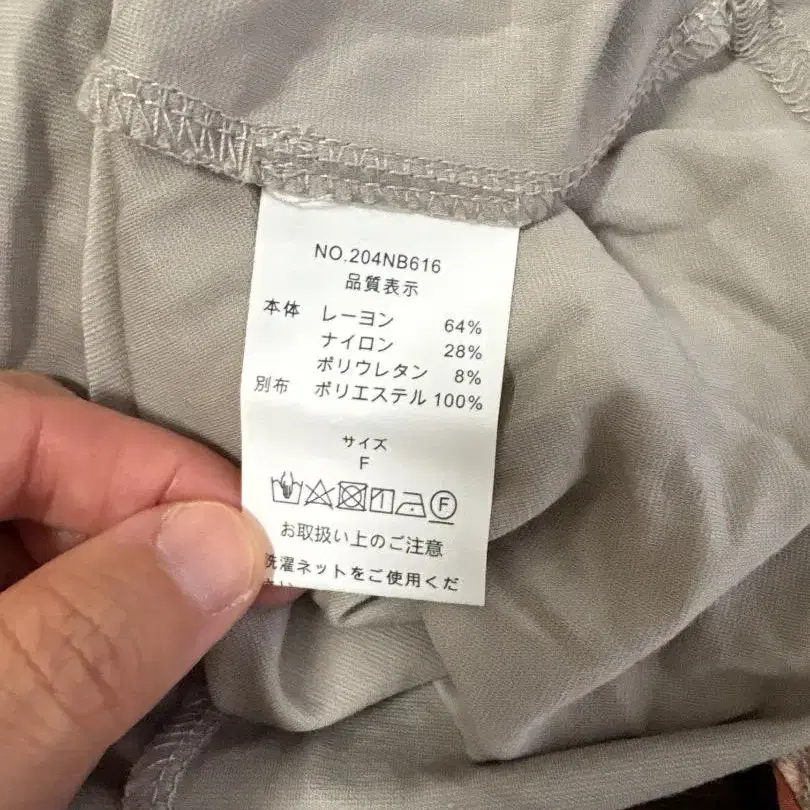 NO.204NB616
品質表示
本体 レーヨン 64%
ナイロン 28%
ポリウレタン 8%
別布 ポリエステル 100%
サイズ
F
F
お取扱い上のご注意
洗濯ネットをご使用くだ
さい